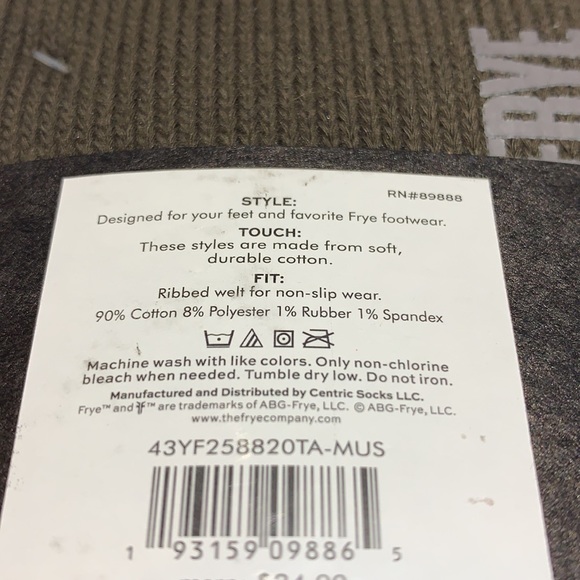 FRYE
RN#89888
STYLE:
Designed for your feet and favorite Frye footwear.
TOUCH:
These styles are made from soft,
durable cotton.
FIT:
Ribbed welt for non-slip wear.
90% Cotton 8% Polyester 1% Rubber 1% Spandex
Machine wash with like colors. Only non-chlorine
bleach when needed. Tumble dry low. Do not iron.
Manufactured and Distributed by Centric Socks LLC.
Frye™ and ™ are trademarks of ABG-Frye, LLC. © ABG-Frye, LLC.
www.thefryecompany.com
43YF258820TA-MUS
1 93159 09886 5